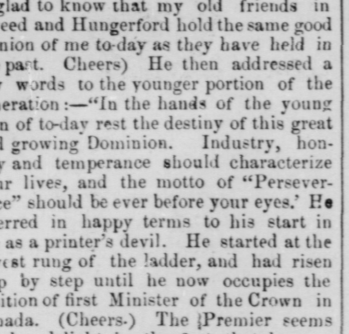 glad to know that my old friends in
eed and Hungerford hold the same good
nion of me to-day as they have held in
past. Cheers) He then addressed a
words to the younger portion of the
eration:—"In the hands of the young
n of to-day rest the destiny of this great
l growing Dominion. Industry, hon-
y and temperance should characterize
ur lives, and the motto of "Persever-
ce" should be ever before your eyes.' He
erred in happy terms to his start in
as a printer's devil. He started at the
est rung of the ladder, and had risen
p by step until he now occupies the
ition of first Minister of the Crown in
nada. (Cheers-) The Premier seems